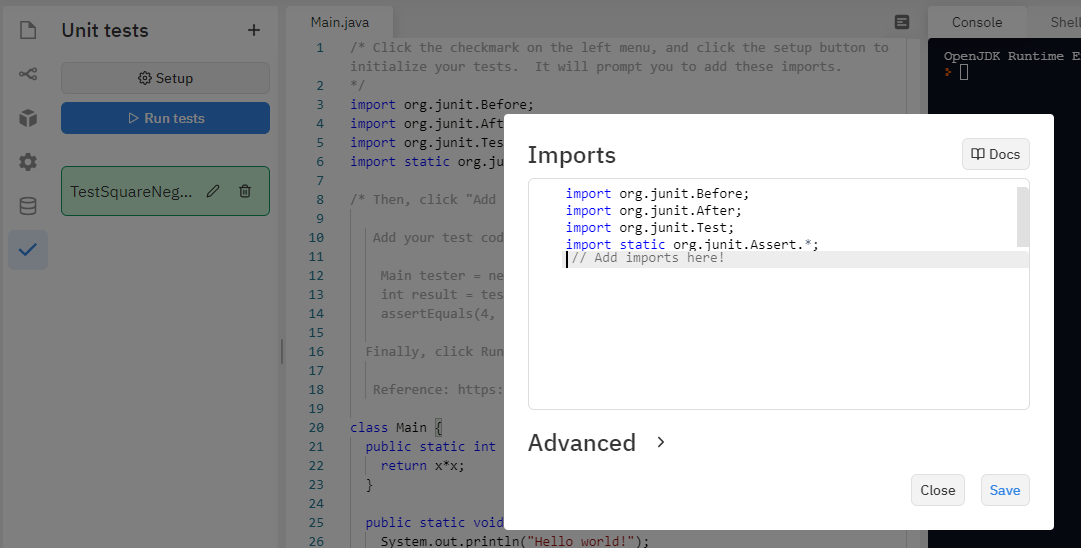 Unit tests
+
Setup
Run tests
TestSquareNeg...
Main.java
1 /* Click the checkmark on the left menu, and click the setup button to
initialize your tests.  It will prompt you to add these imports.
2 */
3 import org.junit.Before;
4 import org.junit.Aft
5 import org.junit.Tes
6 import static org.ju
7
8 /* Then, click "Add
9
10 Add your test cod
11
12 Main tester = ne
13 int result = tes
14 assertEquals(4,
15
16 Finally, click Run
17
18 Reference: https:
19
20 class Main {
21 public static int
22 return x*x;
23 }
24
25 public static void
26 System.out.println("Hello world!");
Console
Shell
OpenJDK Runtime E
Imports
Docs
import org.junit.Before;
import org.junit.After;
import org.junit.Test;
import static org.junit.Assert.*;
// Add imports here!
Advanced >
Close
Save